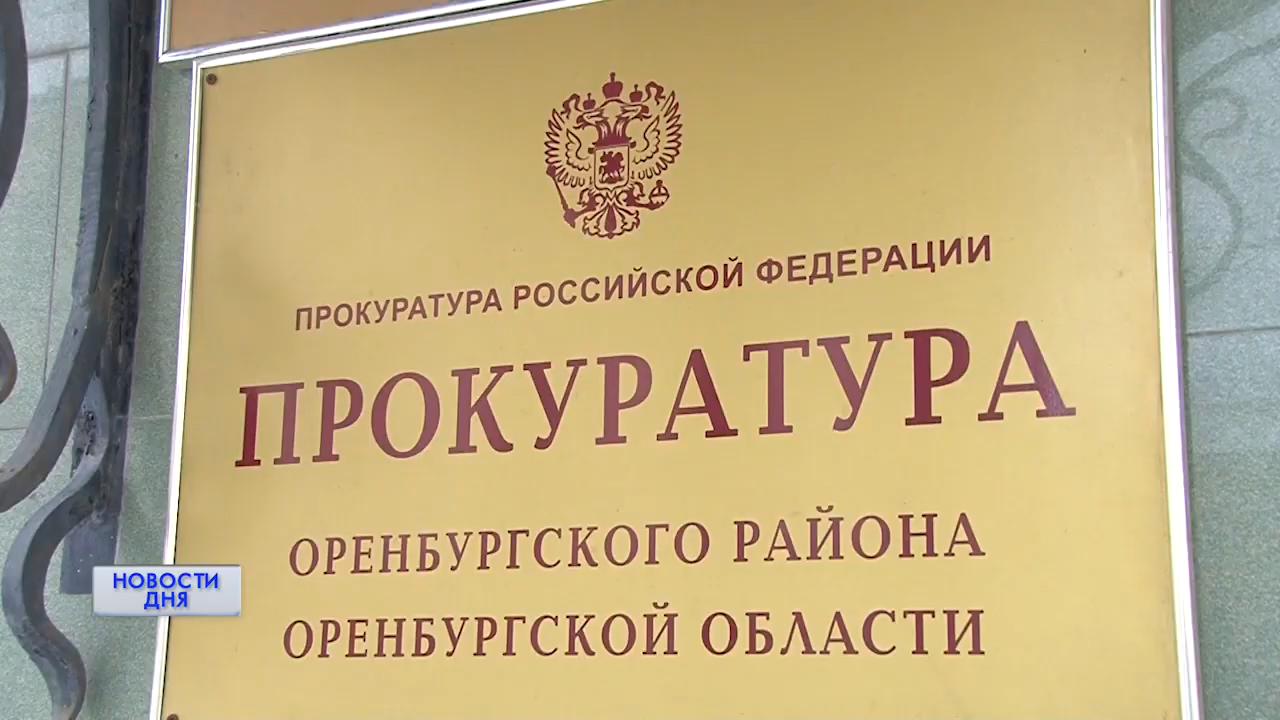 ПРОКУРАТУРА РОССИЙСКОЙ ФЕДЕРАЦИИ
ПРОКУРАТУРА
ОРЕНБУРГСКОГО РАЙОНА
ОРЕНБУРГСКОЙ ОБЛАСТИ
НОВОСТИ
ДНЯ